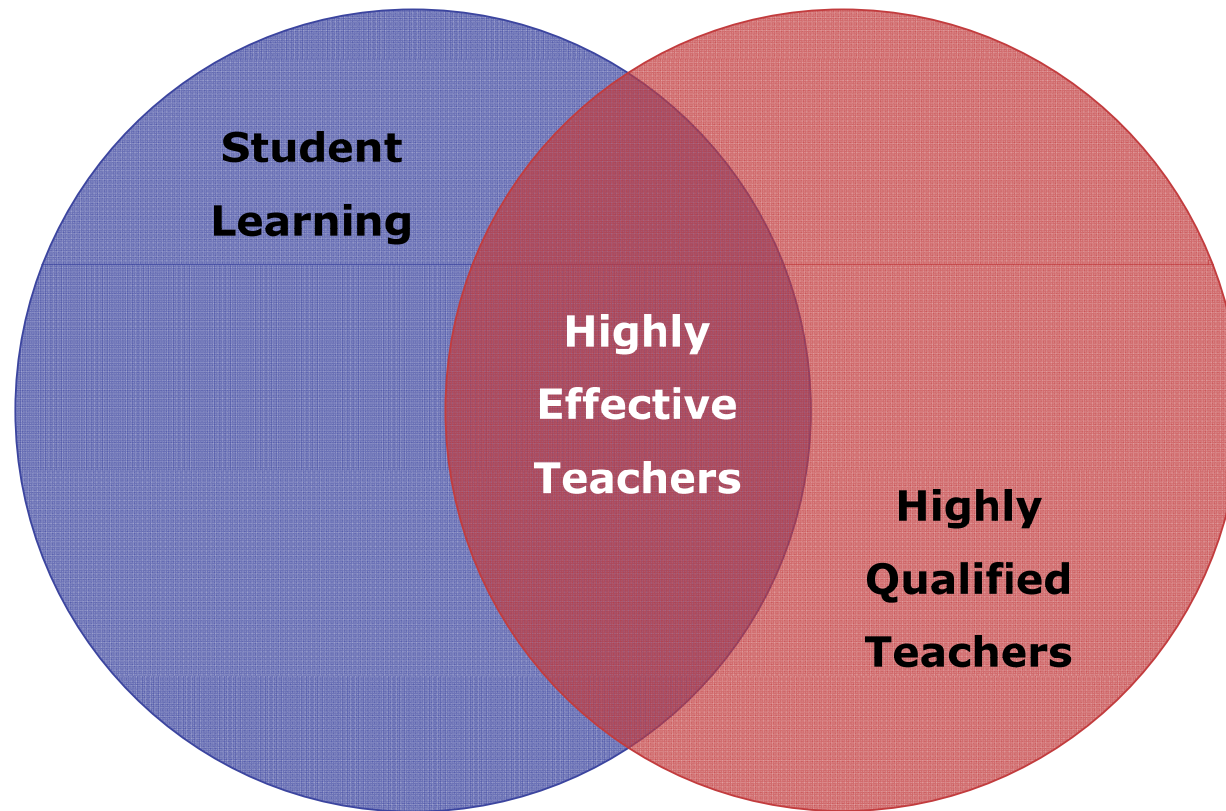 Student
Learning
Highly
Effective
Teachers
Highly
Qualified
Teachers